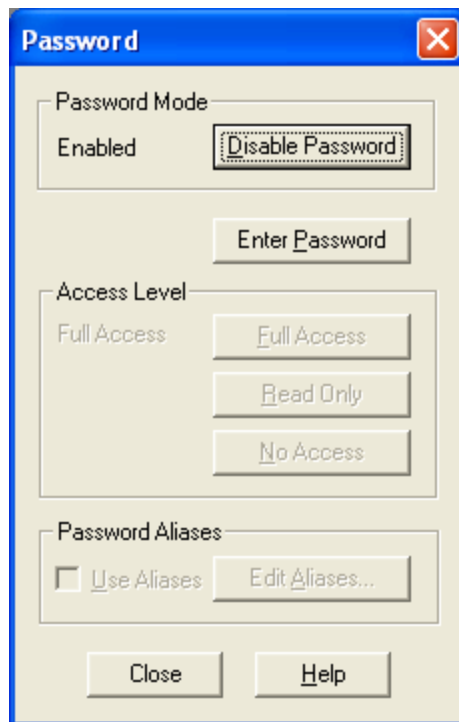 Password
Password Mode
Enabled Disable Password
Enter Password
Access Level
Full Access Full Access
Read Only
No Access
Password Aliases
Use Aliases Edit Aliases...
Close Help